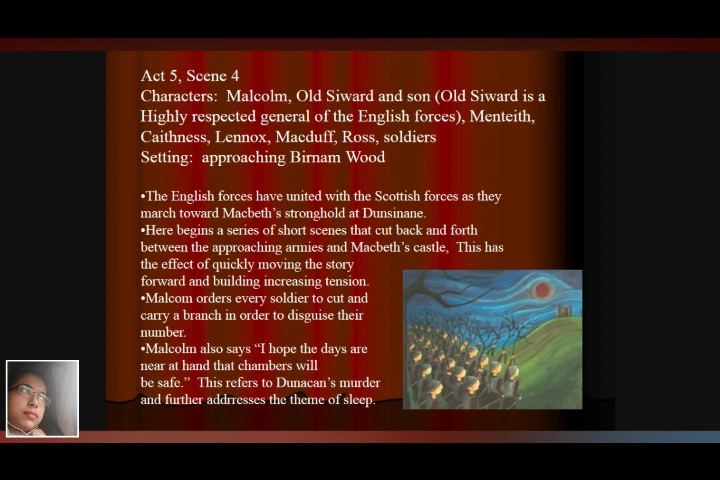 Act 5, Scene 4
Characters:  Malcolm, Old Siward and son (Old Siward is a
Highly respected general of the English forces), Menteith,
Caithness, Lennox, Macduff, Ross, soldiers
Setting:  approaching Birnam Wood
•The English forces have united with the Scottish forces as they
march toward Macbeth’s stronghold at Dunsinane.
•Here begins a series of short scenes that cut back and forth
between the approaching armies and Macbeth’s castle,  This has
the effect of quickly moving the story
forward and building increasing tension.
•Malcom orders every soldier to cut and
carry a branch in order to disguise their
number.
•Malcolm also says “I hope the days are
near at hand that chambers will
be safe.”  This refers to Dunacan’s murder
and further addrresses the theme of sleep.